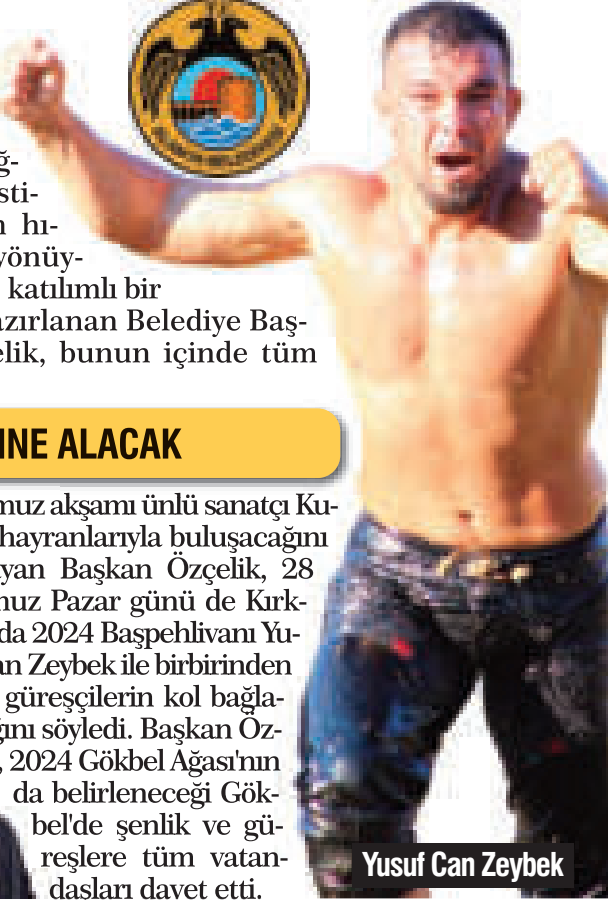 ğ-
sti-
hı-
yönüy-
katılımlı bir
azırlanan Belediye Baş-
elik, bunun içinde tüm
INE ALACAK
muz akşamı ünlü sanatçı Ku-
hayranlarıyla buluşacağını
yan Başkan Özçelik, 28
muz Pazar günü de Kırk-
da 2024 Başpehlivanı Yu-
an Zeybek ile birbirinden
güreşçilerin kol bağla-
ğını söyledi. Başkan Öz-
, 2024 Gökbel Ağası'nın
da belirleneceği Gök-
bel'de şenlik ve gü-
reşlere tüm vatan-
daşları davet etti.
Yusuf Can Zeybek